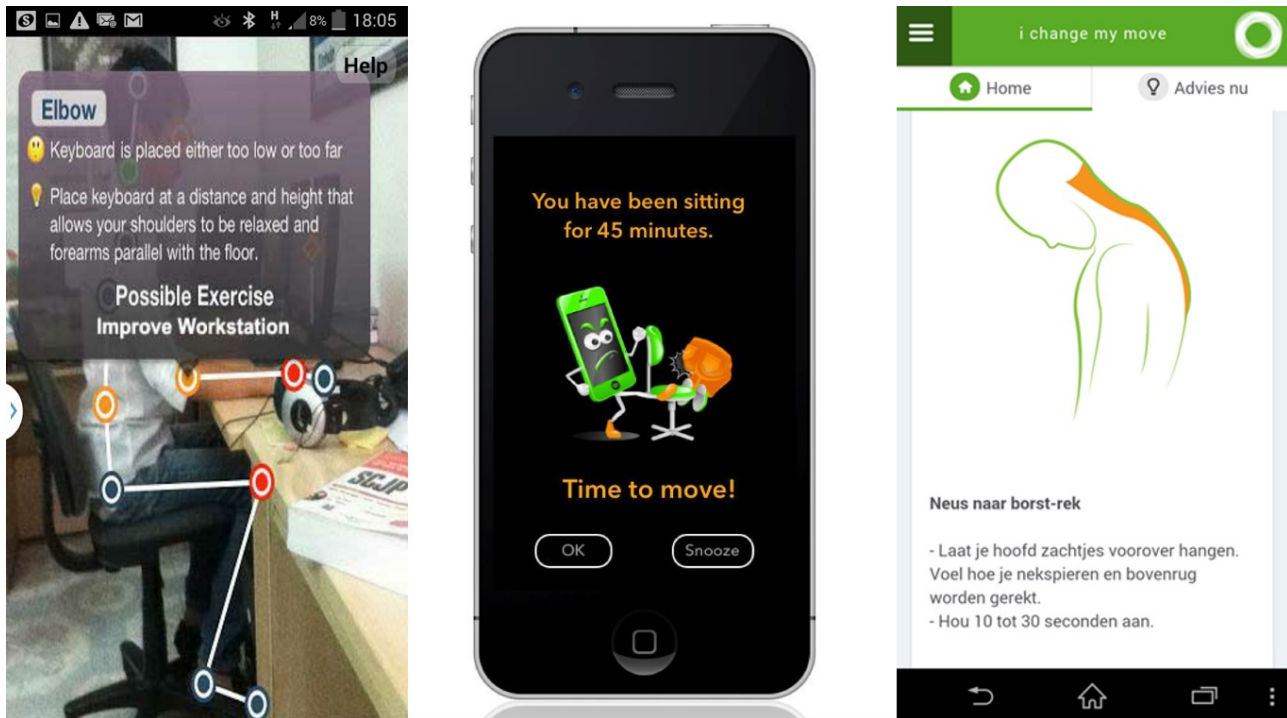 8% 18:05
Help
Elbow
Keyboard is placed either too low or too far
Place keyboard at a distance and height that
allows your shoulders to be relaxed and
forearms parallel with the floor.
Possible Exercise
Improve Workstation
SCJP
You have been sitting
for 45 minutes.
Time to move!
OK Snooze
i change my move
Home Advies nu
Neus naar borst-rek
- Laat je hoofd zachtjes voorover hangen.
Voel hoe je nekspieren en bovenrug
worden gerekt.
- Hou 10 tot 30 seconden aan.